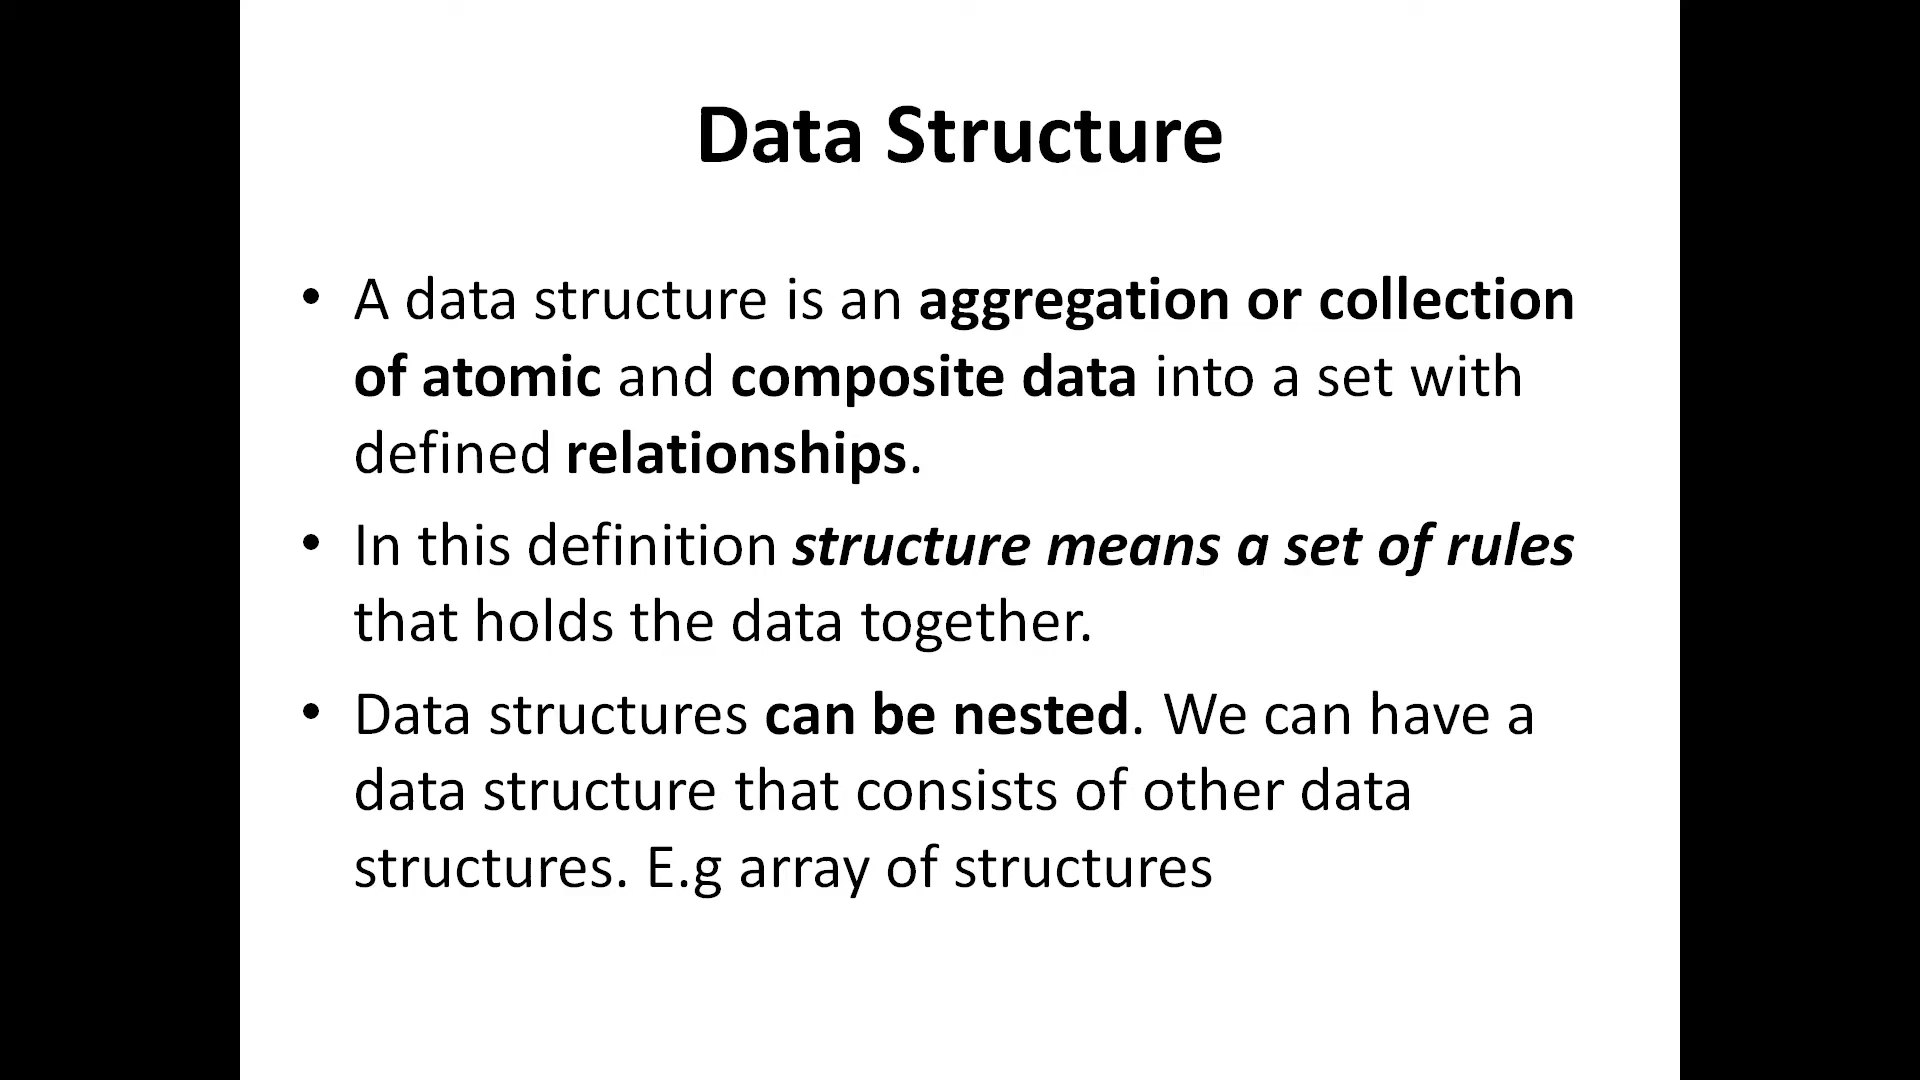 Data Structure
• A data structure is an aggregation or collection
of atomic and composite data into a set with
defined relationships.
• In this definition structure means a set of rules
that holds the data together.
• Data structures can be nested. We can have a
data structure that consists of other data
structures. E.g array of structures